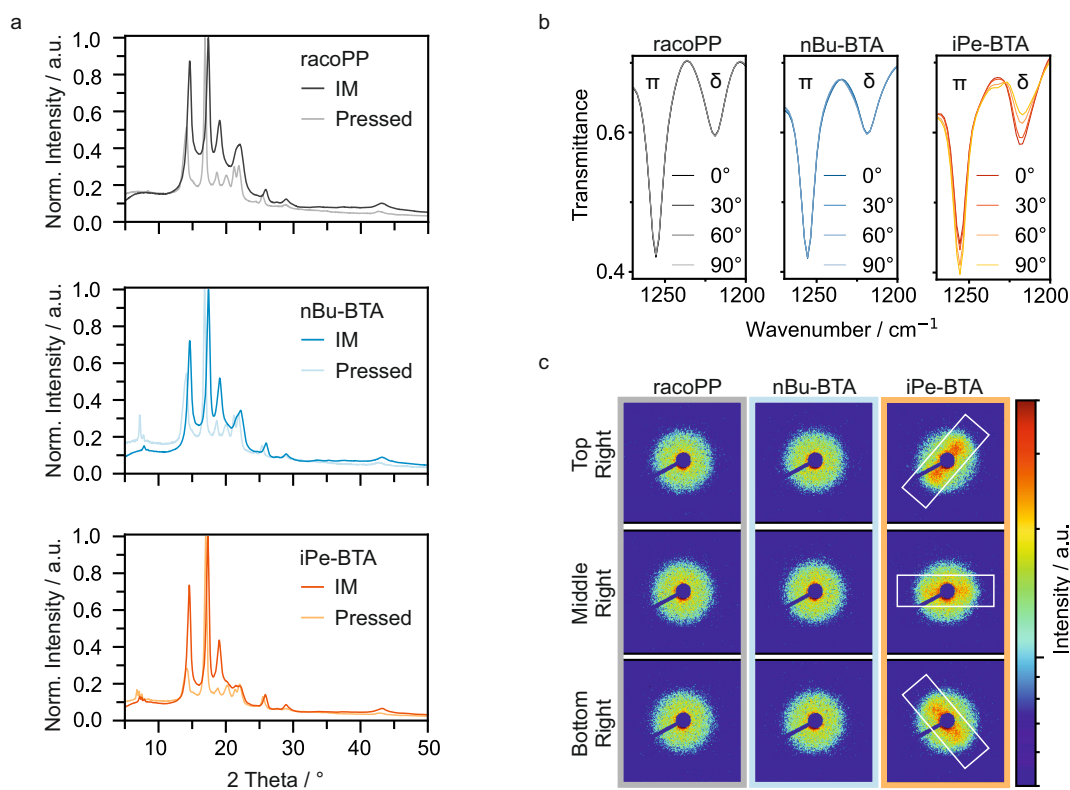 a
racoPP
IM
Pressed
Norm. Intensity / a.u.
1.0
0.8
0.6
0.4
0.2
0.0
nBu-BTA
IM
Pressed
Norm. Intensity / a.u.
1.0
0.8
0.6
0.4
0.2
0.0
iPe-BTA
IM
Pressed
Norm. Intensity / a.u.
1.0
0.8
0.6
0.4
0.2
0.0
10 20 30 40 50
2 Theta / °
b
racoPP nBu-BTA iPe-BTA
π δ π δ π δ
Transmittance
0.6
0.4
0° 0° 0°
30° 30° 30°
60° 60° 60°
90° 90° 90°
1250 1200 1250 1200 1250 1200
Wavenumber / cm⁻¹
c
racoPP nBu-BTA iPe-BTA
Top
Right
Middle
Right
Bottom
Right
Intensity / a.u.